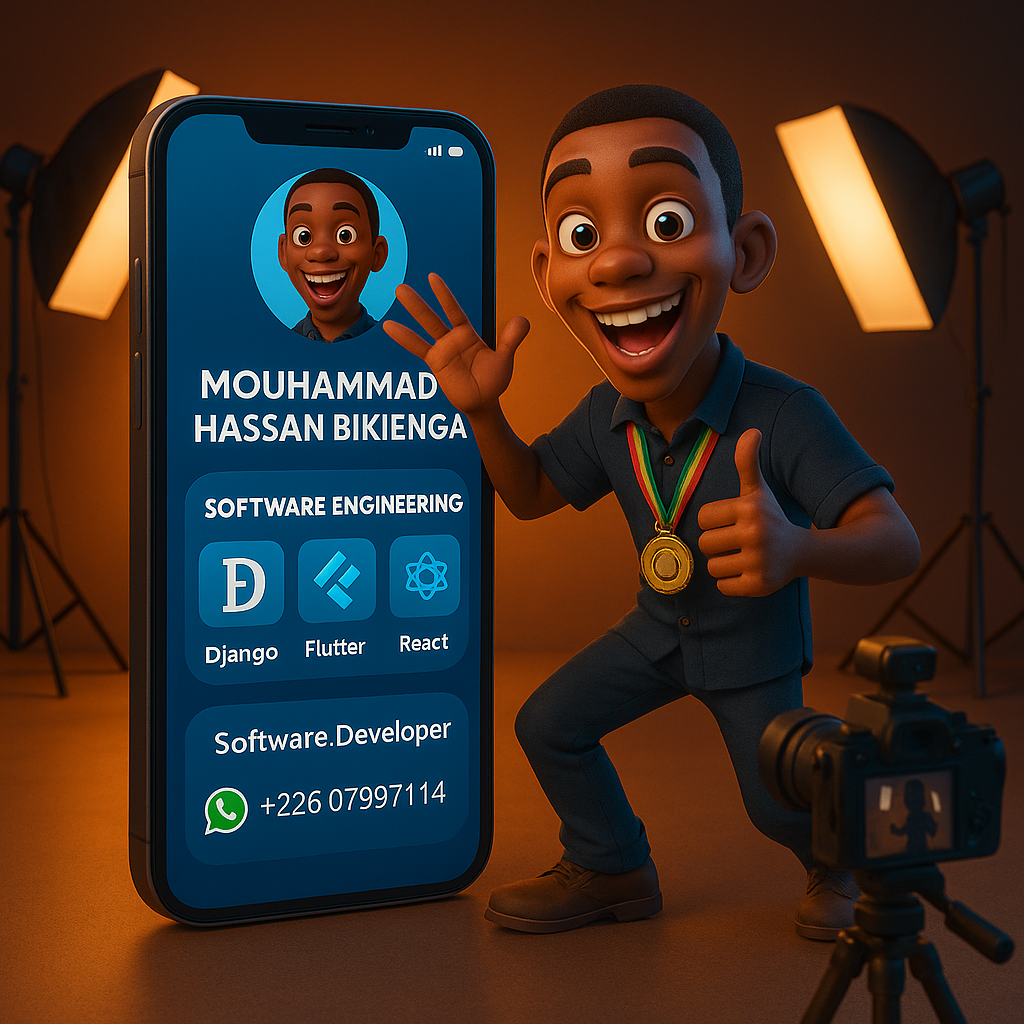 MOUHAMMAD
HASSAN BIKIENGA
SOFTWARE ENGINEERING
Django
Flutter
React
Software.Developer
+226 07997114